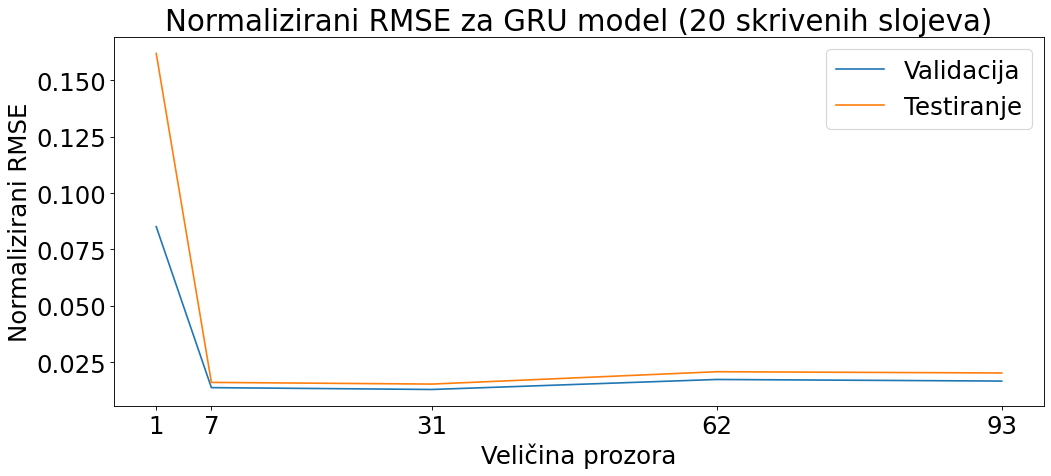 Normalizirani RMSE za GRU model (20 skrivenih slojeva)
Validacija
Testiranje
Normalizirani RMSE
0.150
0.125
0.100
0.075
0.050
0.025
1 7 31 62 93
Veličina prozora